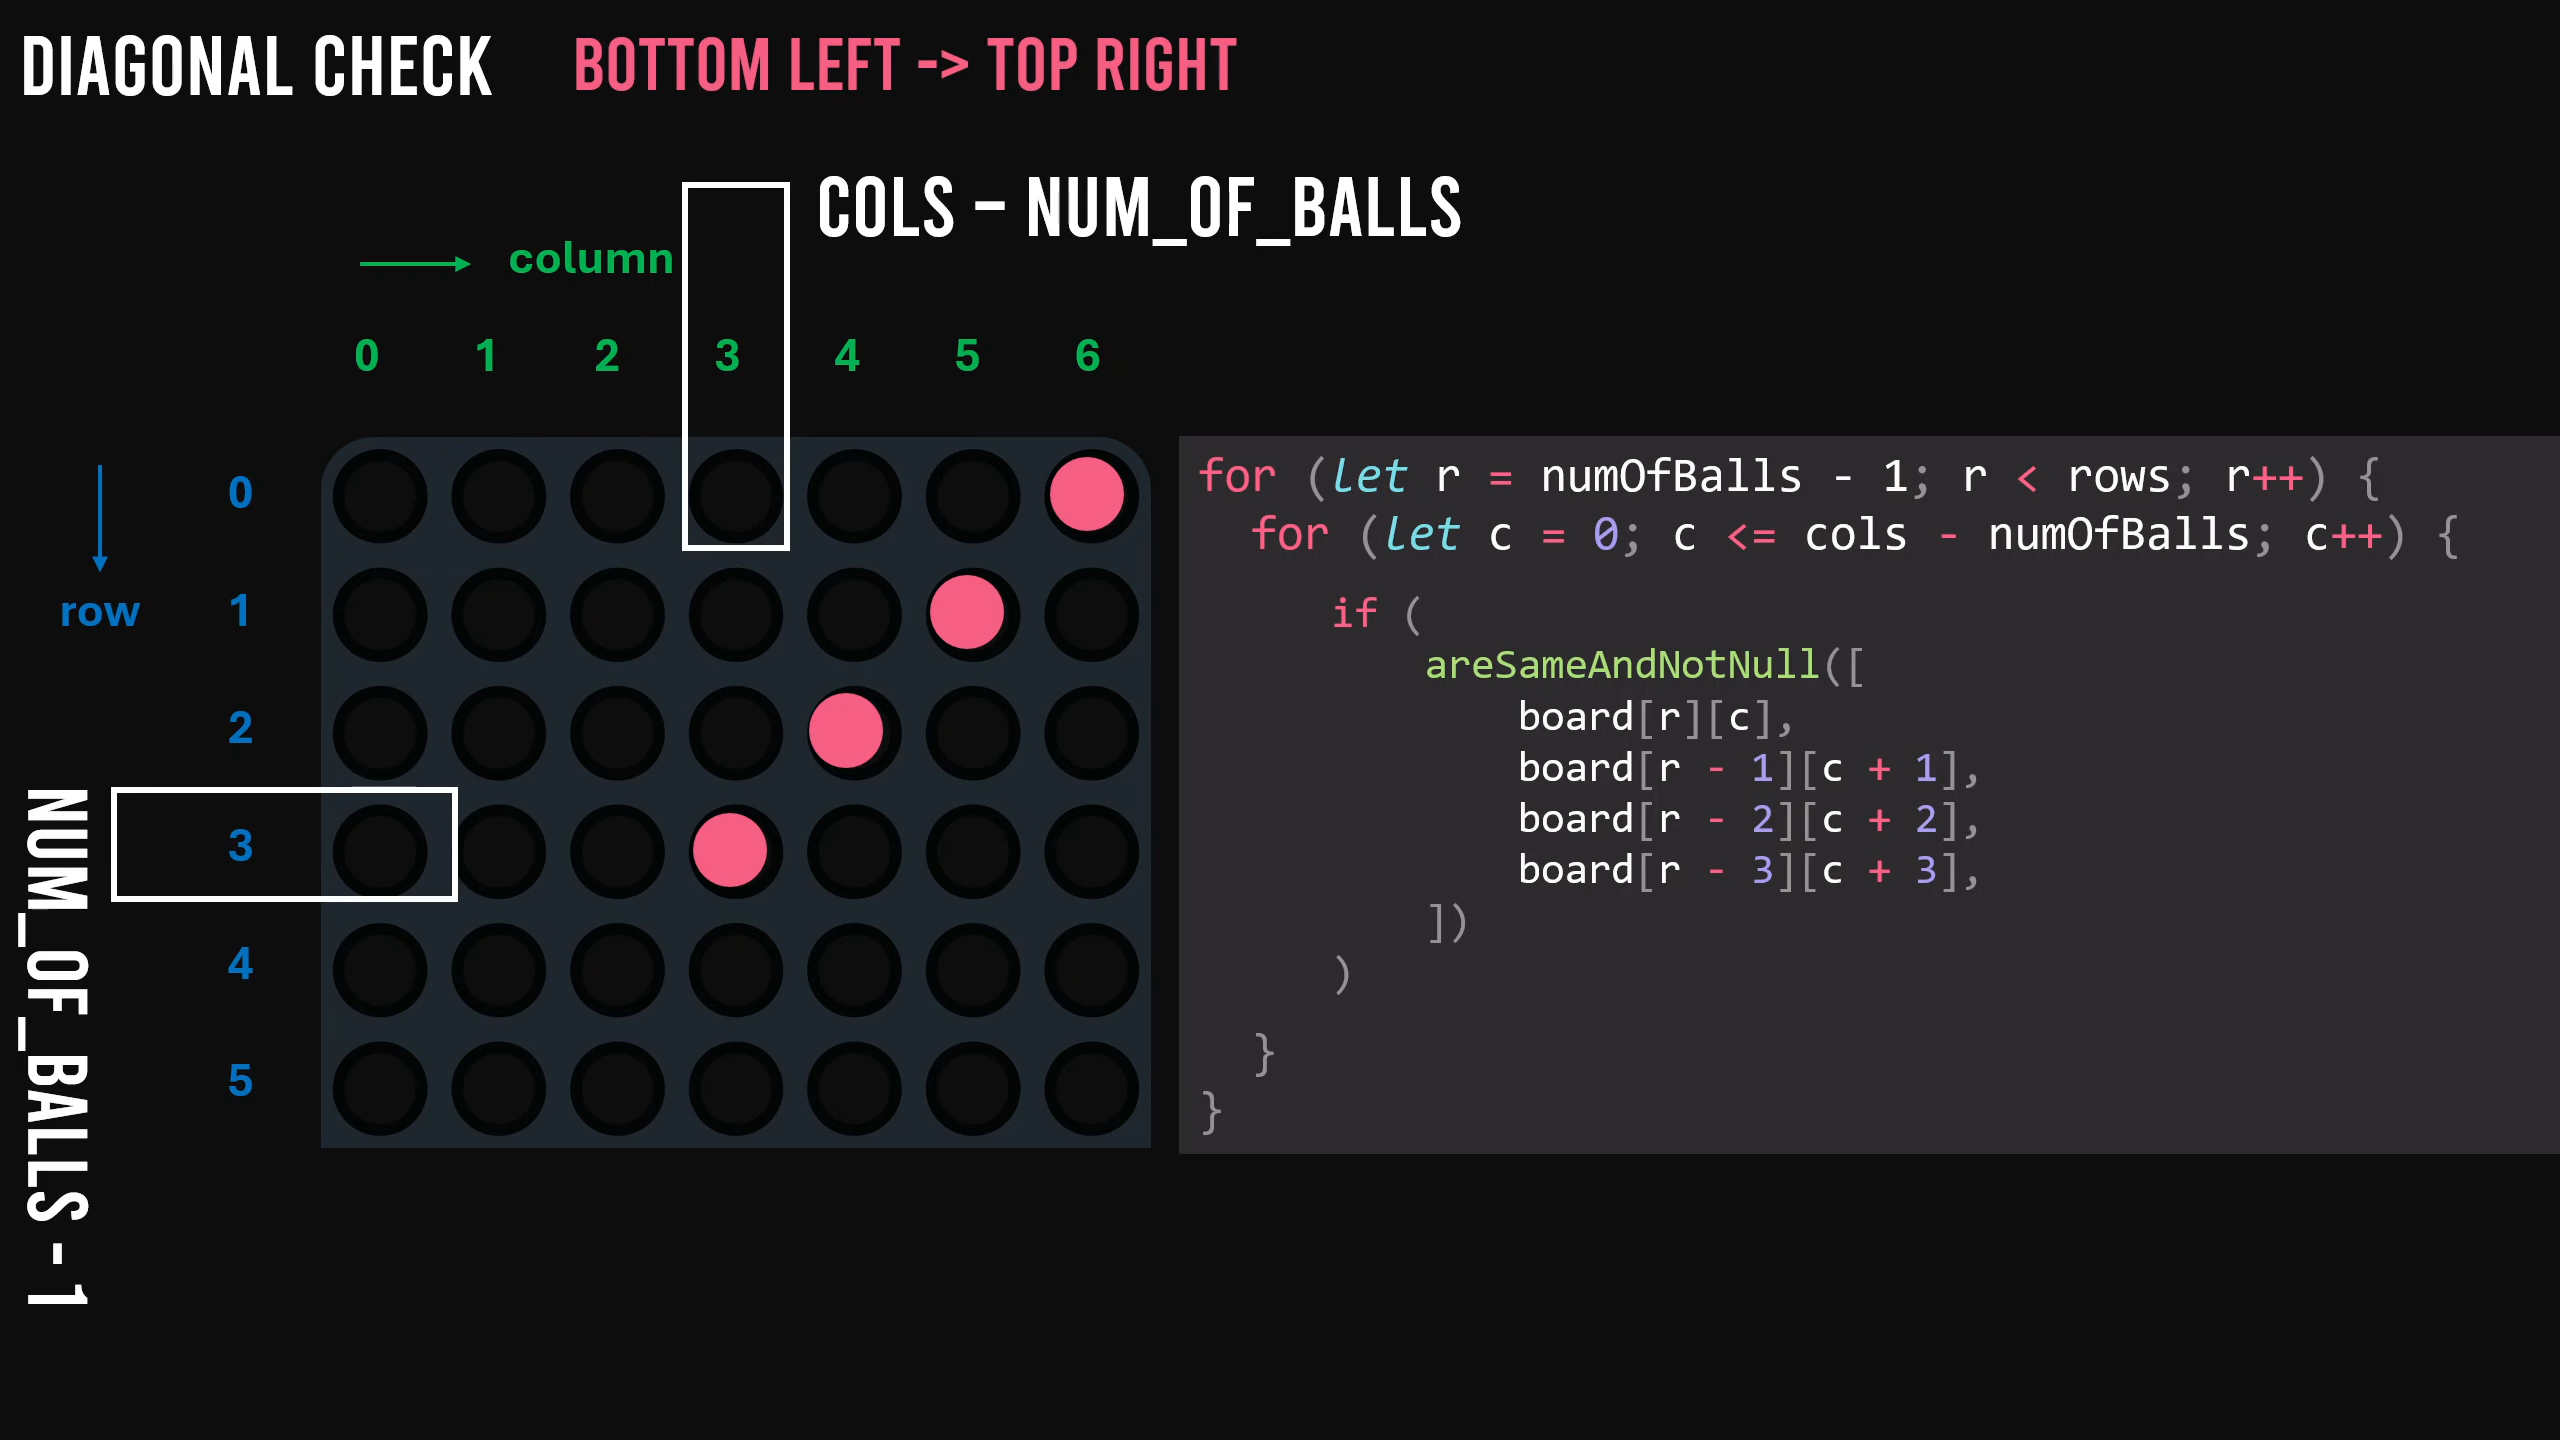 DIAGONAL CHECK
BOTTOM LEFT -> TOP RIGHT
COLS – NUM_OF_BALLS
column
0 1 2 3 4 5 6
row
0
1
2
3
4
5
NUM_OF_BALLS - 1
for (let r = numOfBalls - 1; r < rows; r++) {
for (let c = 0; c <= cols - numOfBalls; c++) {
if (
areSameAndNotNull([
board[r][c],
board[r - 1][c + 1],
board[r - 2][c + 2],
board[r - 3][c + 3],
])
)
}
}